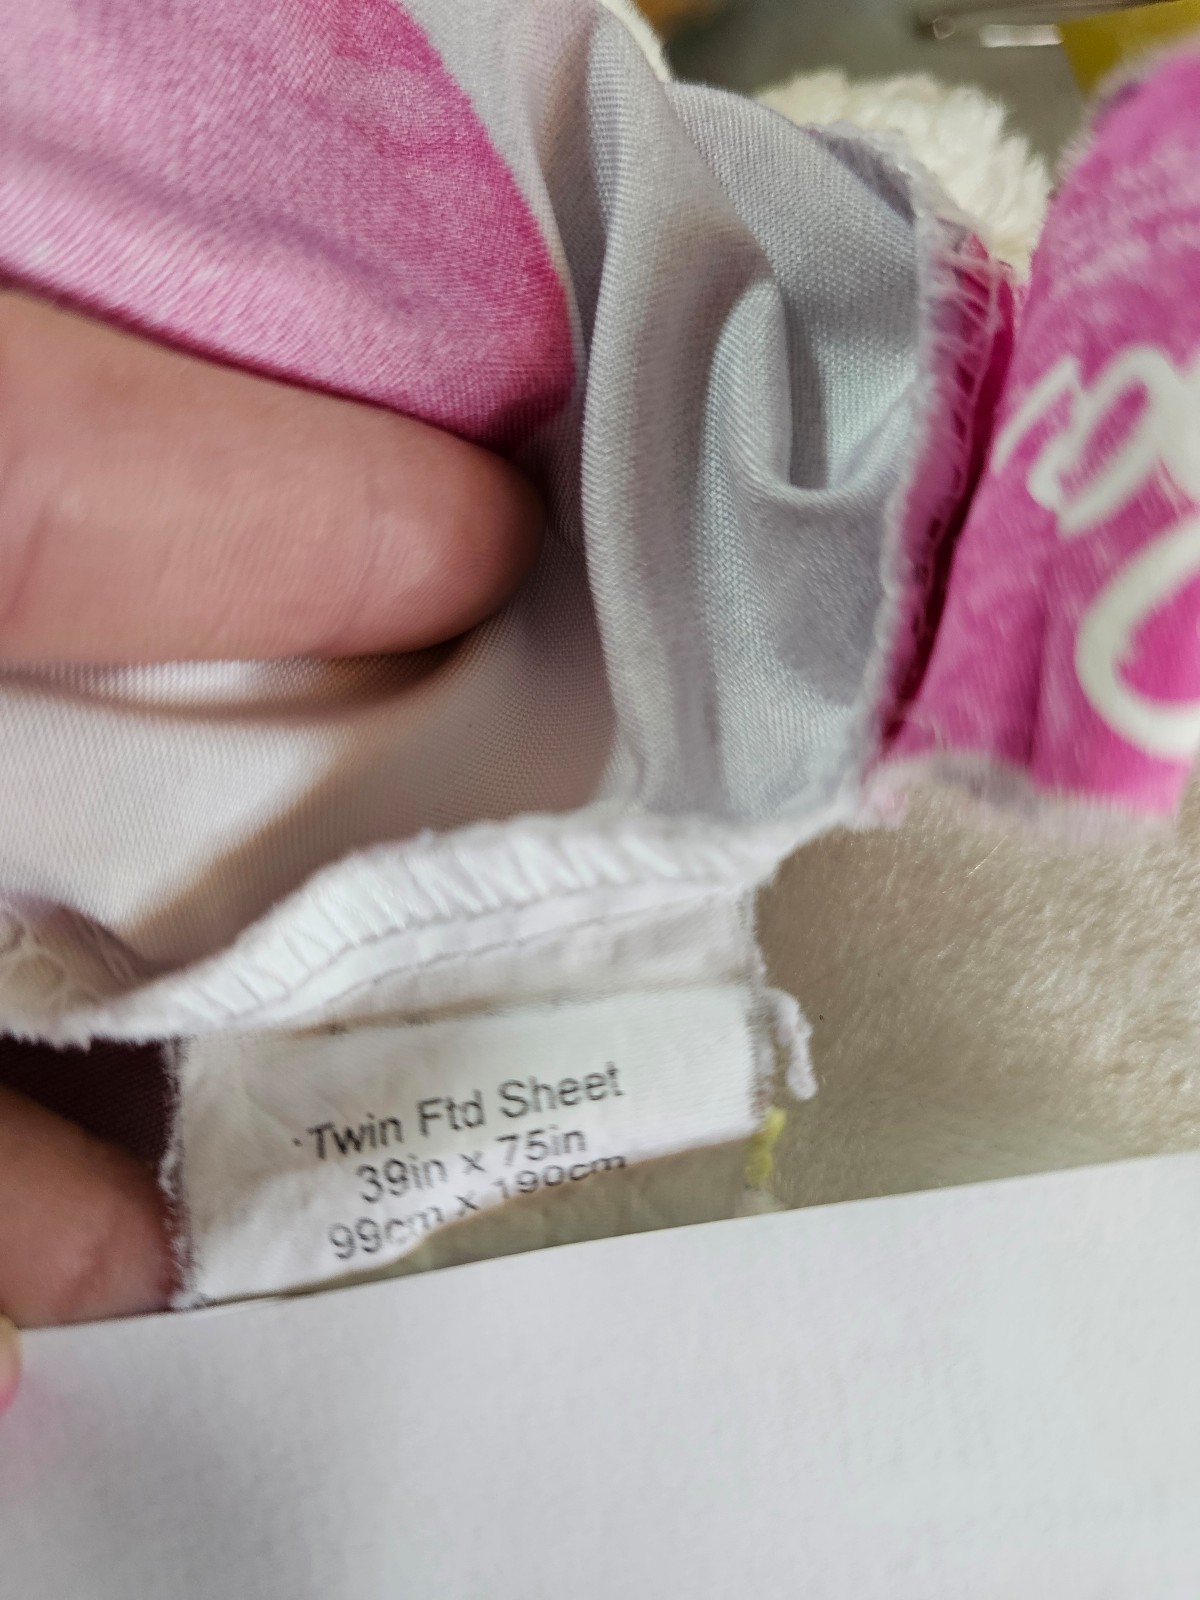 Twin Ftd Sheet
39in x 75in
99cm x 190cm